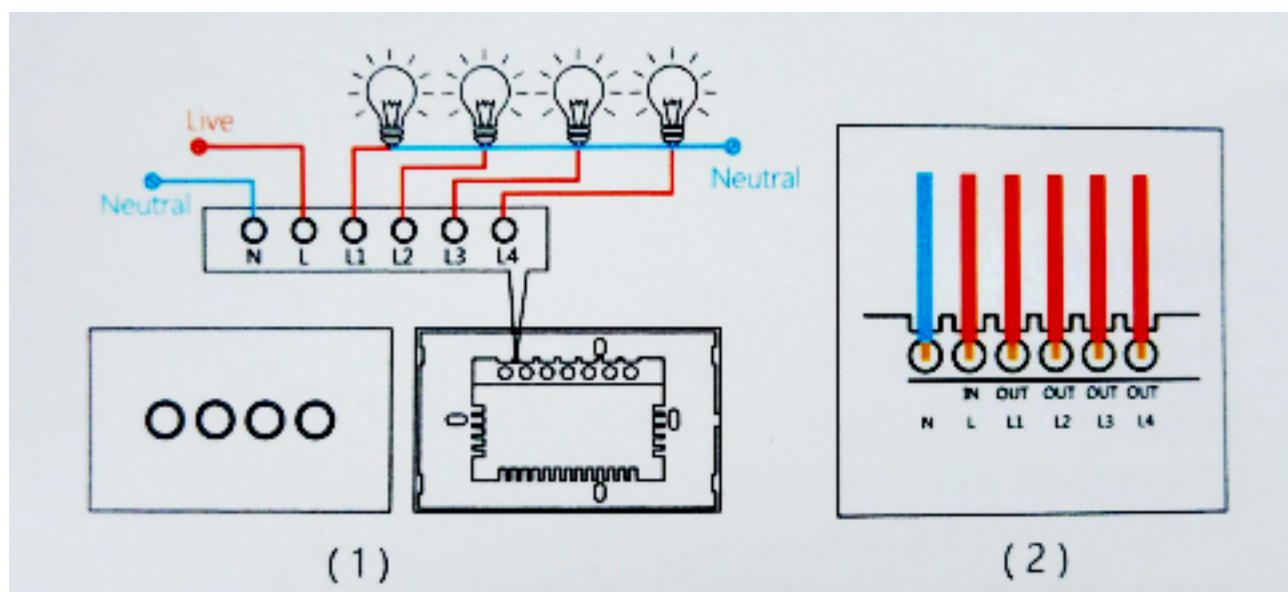 Live
Neutral
Neutral
N L L1 L2 L3 L4
(1)
IN OUT OUT OUT OUT
N L L1 L2 L3 L4
(2)